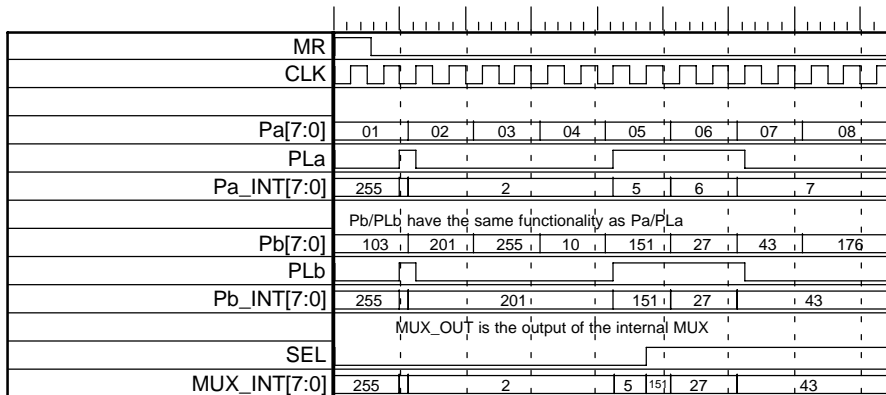 MR
CLK
Pa[7:0] 01 02 03 04 05 06 07 08
PLa
Pa_INT[7:0] 255 2 5 6 7
Pb/PLb have the same functionality as Pa/PLa
Pb[7:0] 103 201 255 10 151 27 43 176
PLb
Pb_INT[7:0] 255 201 151 27 43
MUX_OUT is the output of the internal MUX
SEL
MUX_INT[7:0] 255 2 5 151 27 43